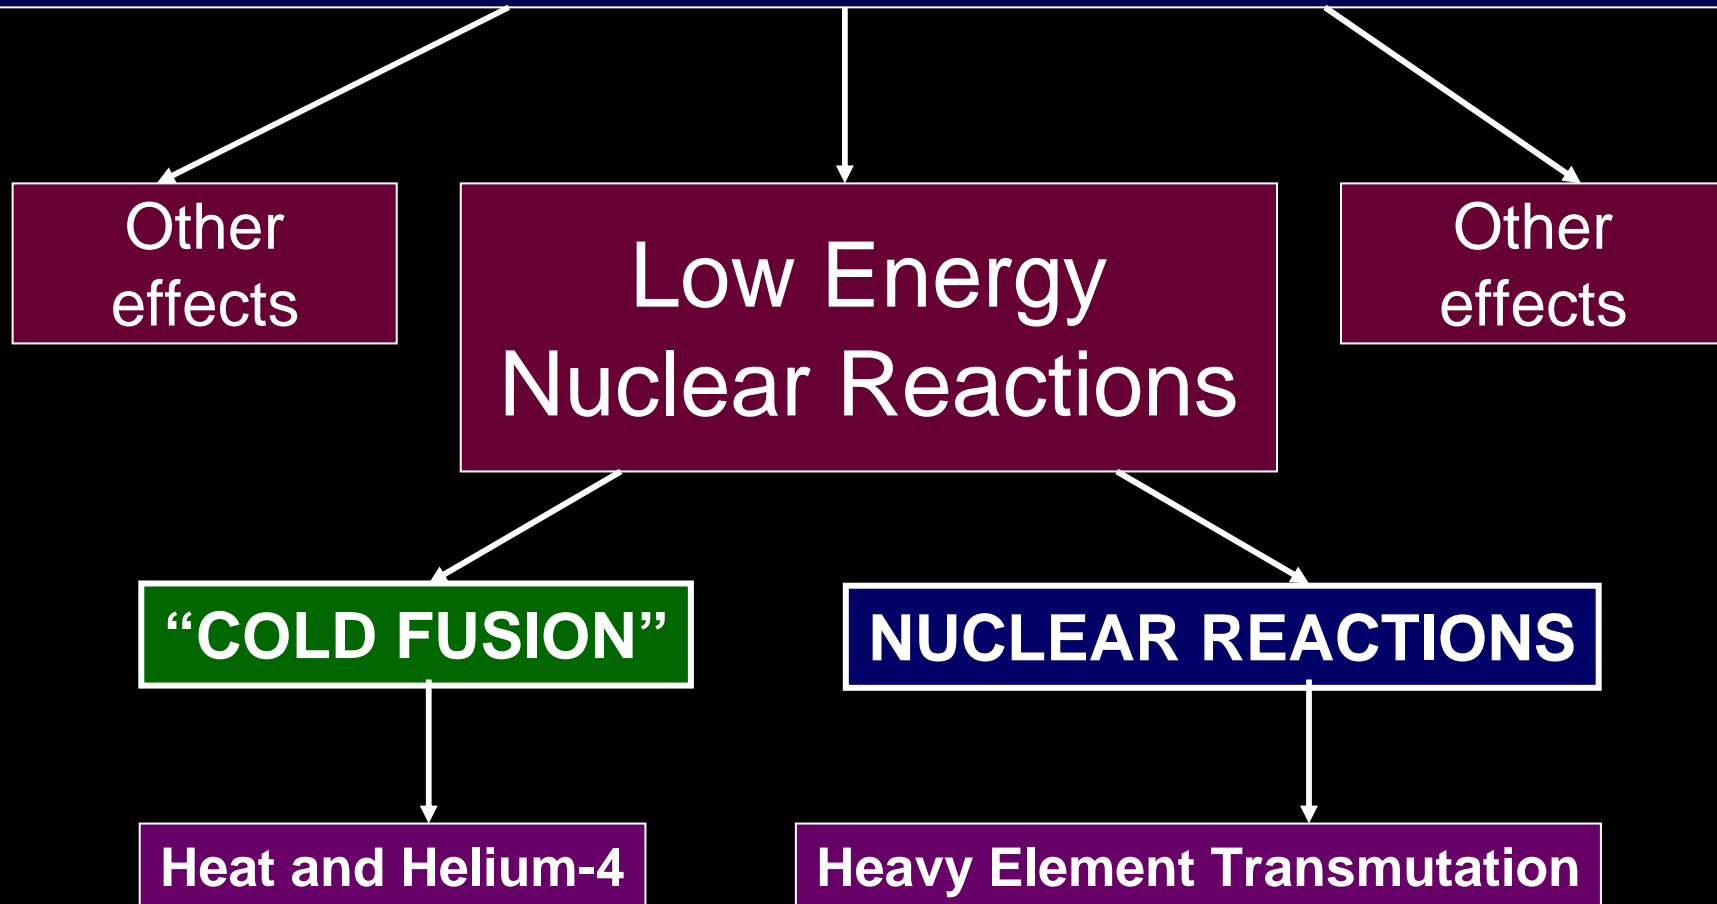 Other
effects
Low Energy
Nuclear Reactions
Other
effects
“COLD FUSION”
NUCLEAR REACTIONS
Heat and Helium-4
Heavy Element Transmutation